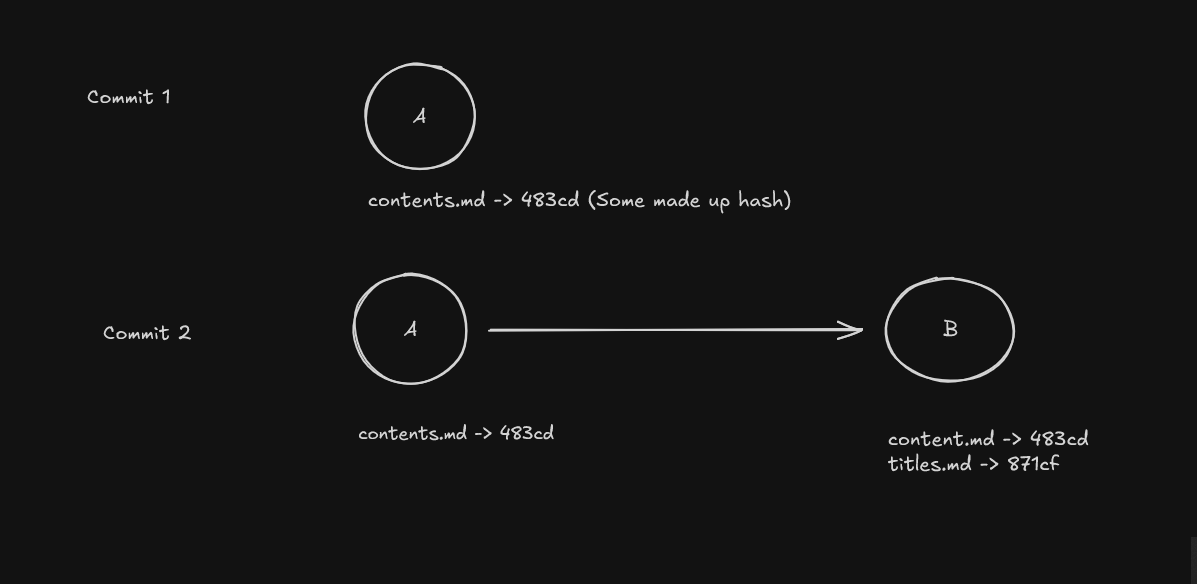 Commit 1
A
contents.md -> 483cd (Some made up hash)
Commit 2
A
B
contents.md -> 483cd
content.md -> 483cd
titles.md -> 871cf